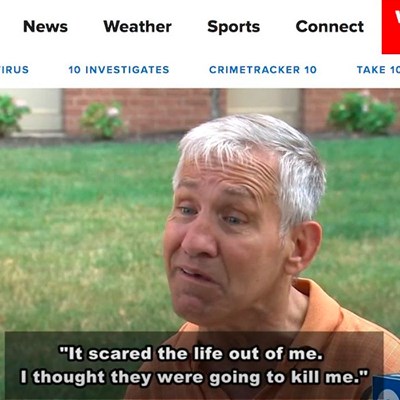 News Weather Sports Connect
IRUS 10 INVESTIGATES CRIMETRACKER 10 TAKE 10
"It scared the life out of me.
I thought they were going to kill me."